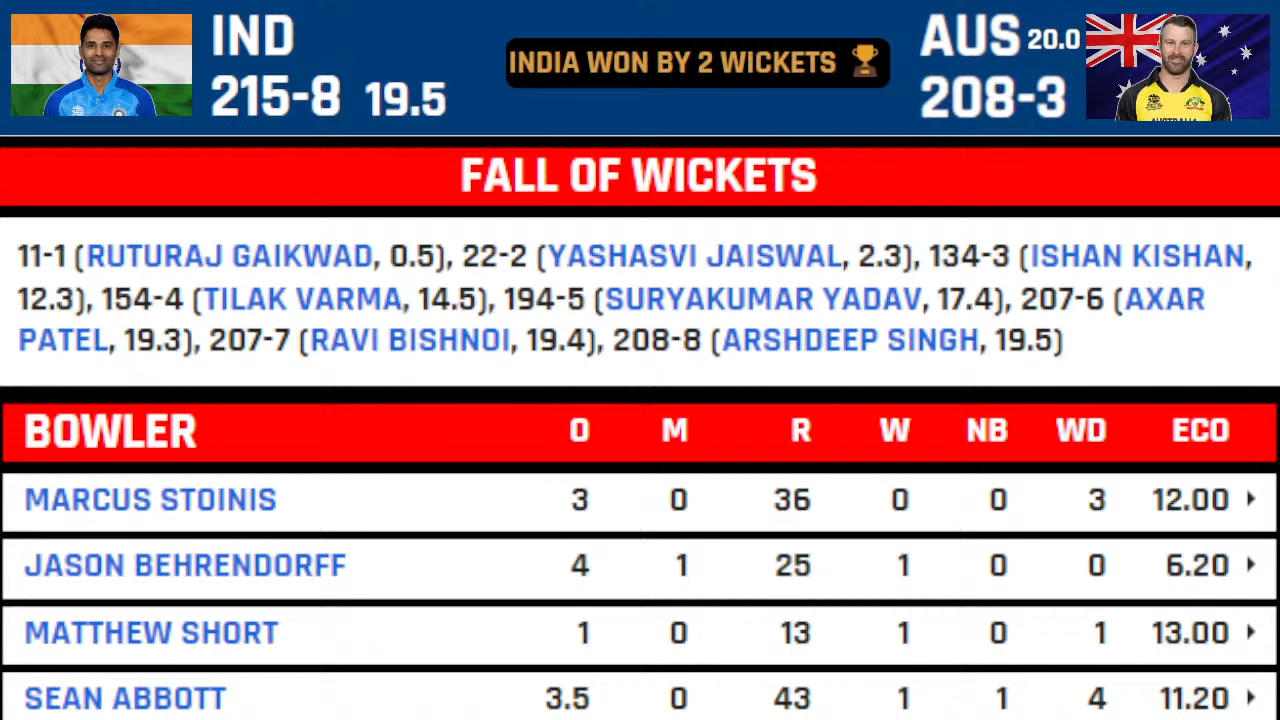 IND
215-8 19.5
INDIA WON BY 2 WICKETS
AUS 20.0
208-3
AUSTRALIA
FALL OF WICKETS
11-1 (RUTURAJ GAIKWAD, 0.5), 22-2 (YASHASVI JAISWAL, 2.3), 134-3 (ISHAN KISHAN,
12.3), 154-4 (TILAK VARMA, 14.5), 194-5 (SURYAKUMAR YADAV, 17.4), 207-6 (AXAR
PATEL, 19.3), 207-7 (RAVI BISHNOI, 19.4), 208-8 (ARSHDEEP SINGH, 19.5)
BOWLER O M R W NB WD ECO
MARCUS STOINIS 3 0 36 0 0 3 12.00
JASON BEHRENDORFF 4 1 25 1 0 0 6.20
MATTHEW SHORT 1 0 13 1 0 1 13.00
SEAN ABBOTT 3.5 0 43 1 1 4 11.20